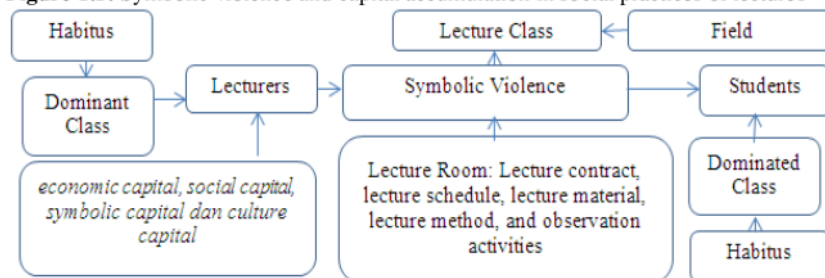 Habitus
Lecture Class
Field
Dominant
Class
Lecturers
Symbolic Violence
Students
economic capital, social capital,
symbolic capital dan culture
capital
Lecture Room: Lecture contract,
lecture schedule, lecture material,
lecture method, and observation
activities
Dominated
Class
Habitus